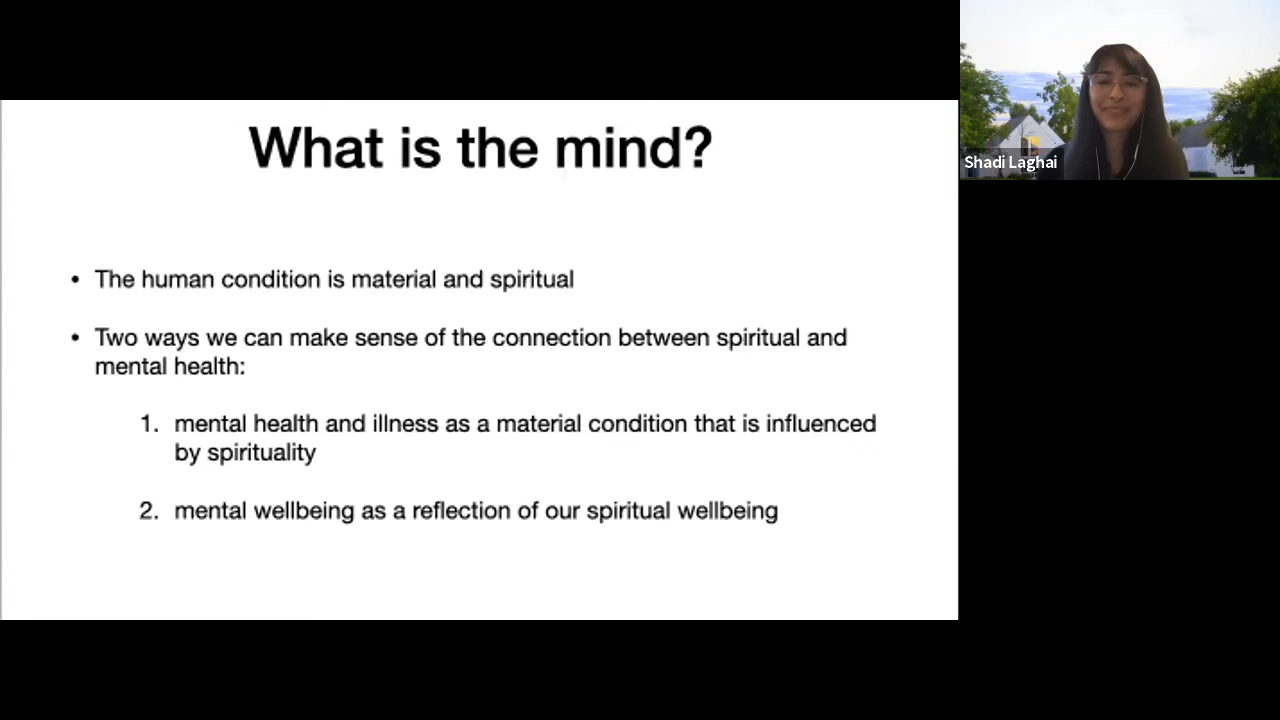 What is the mind?
• The human condition is material and spiritual
• Two ways we can make sense of the connection between spiritual and
mental health:
1. mental health and illness as a material condition that is influenced
by spirituality
2. mental wellbeing as a reflection of our spiritual wellbeing
Shadi Laghai